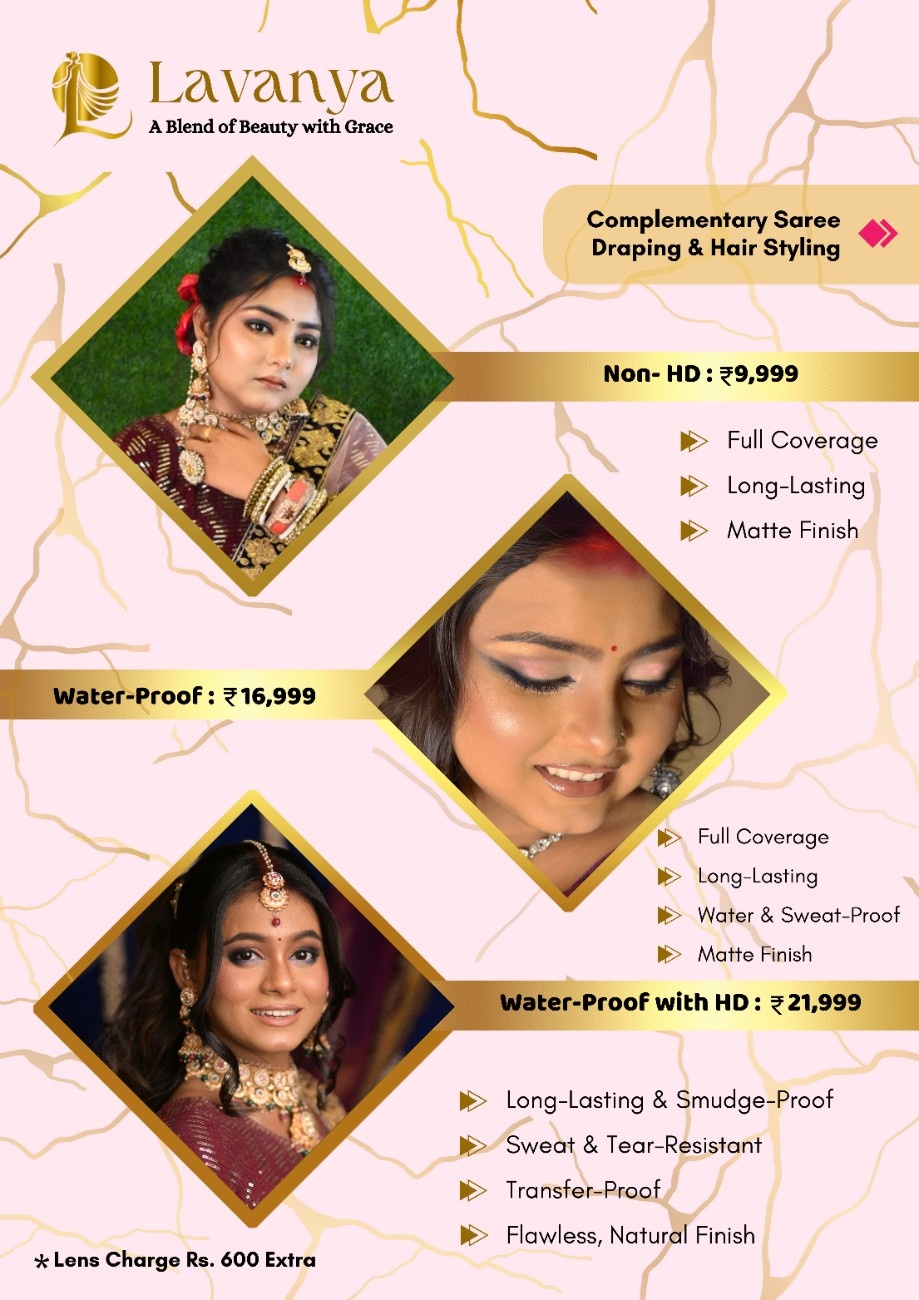 Lavanya
A Blend of Beauty with Grace
Complementary Saree
Draping & Hair Styling
Non- HD : ₹9,999
Full Coverage
Long-Lasting
Matte Finish
Water-Proof : ₹16,999
Full Coverage
Long-Lasting
Water & Sweat-Proof
Matte Finish
Water-Proof with HD : ₹21,999
Long-Lasting & Smudge-Proof
Sweat & Tear-Resistant
Transfer-Proof
Flawless, Natural Finish
* Lens Charge Rs. 600 Extra